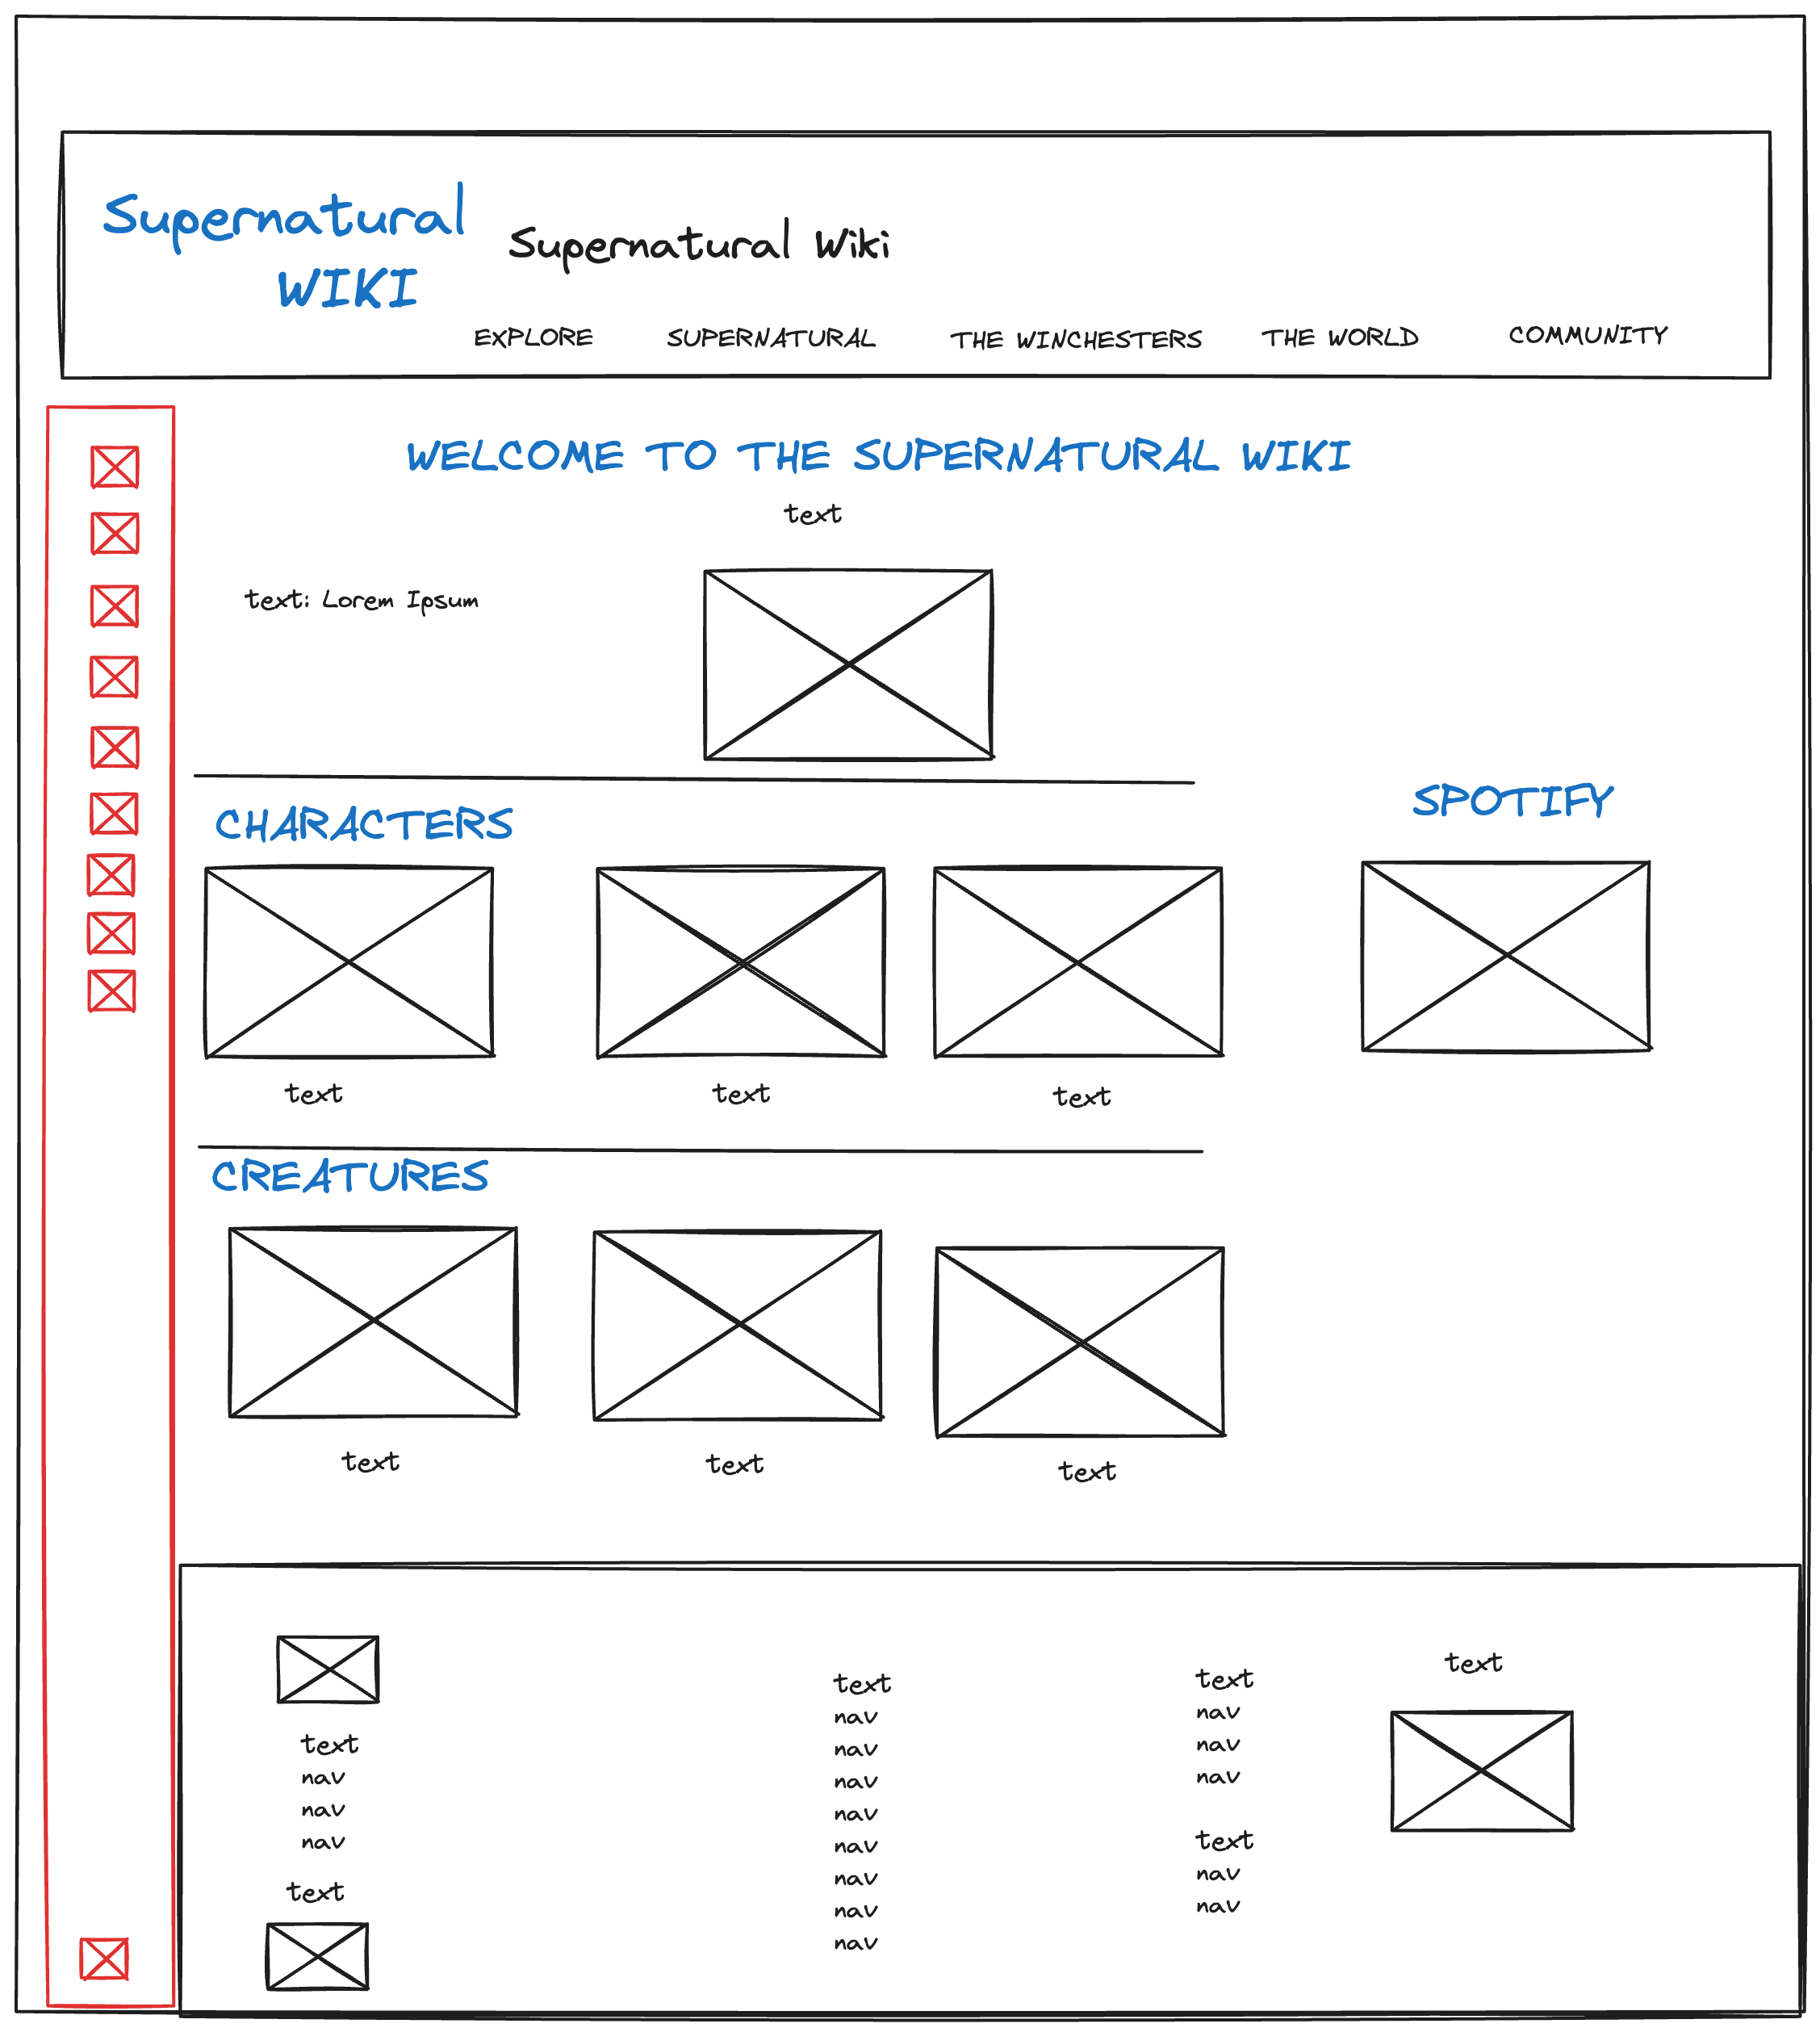 Supernatural
WIKI
Supernatural Wiki
EXPLORE
SUPERNATURAL
THE WINCHESTERS
THE WORLD
COMMUNITY
WELCOME TO THE SUPERNATURAL WIKI
text
text: Lorem Ipsum
CHARACTERS
text
text
text
SPOTIFY
CREATURES
text
text
text
text
nav
nav
nav
text
text
nav
nav
nav
nav
nav
nav
nav
nav
text
nav
nav
nav
text
nav
nav
text